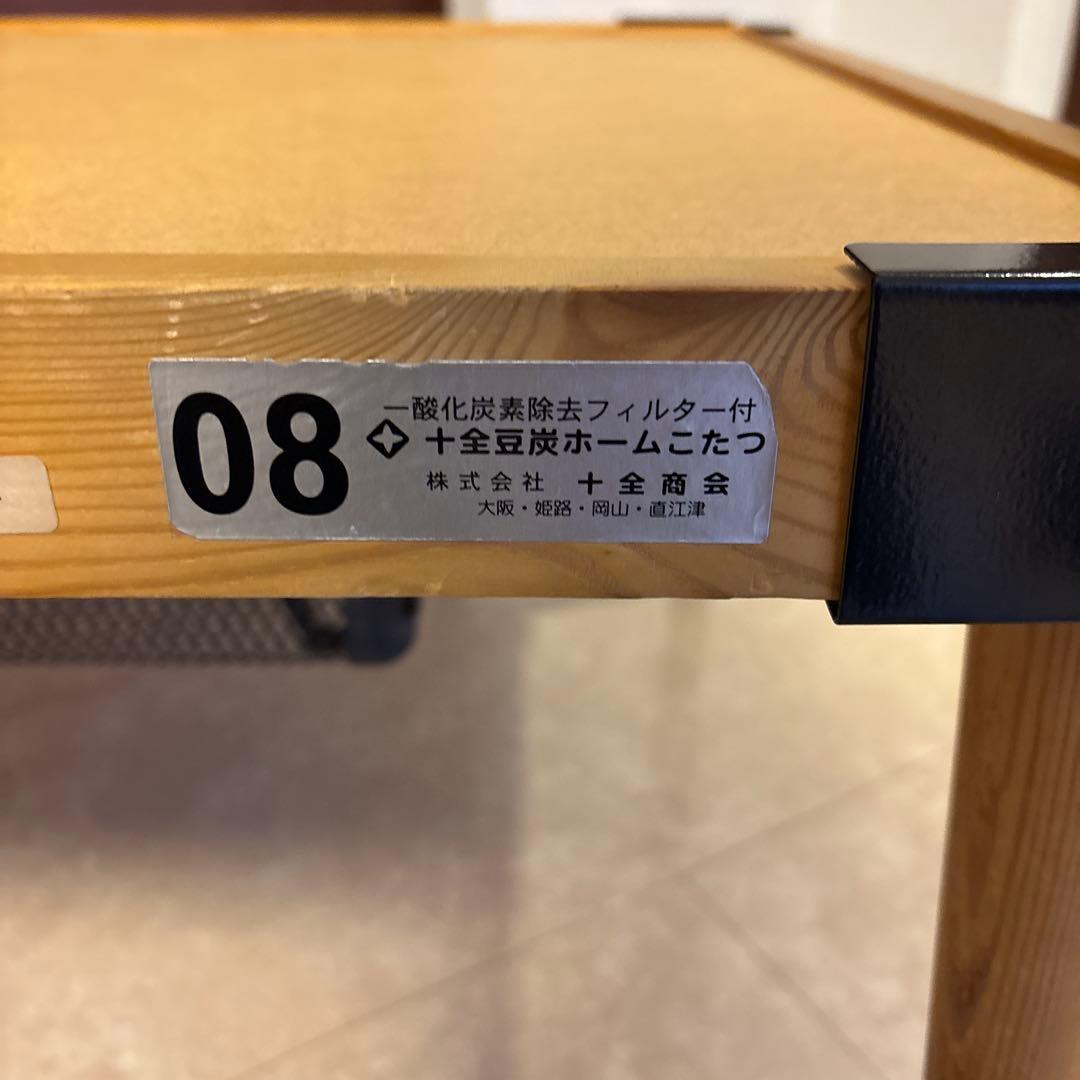 08
一酸化炭素除去フィルター付
十全豆炭ホームこたつ
株式会社 十全商会
大阪・姫路・岡山・直江津